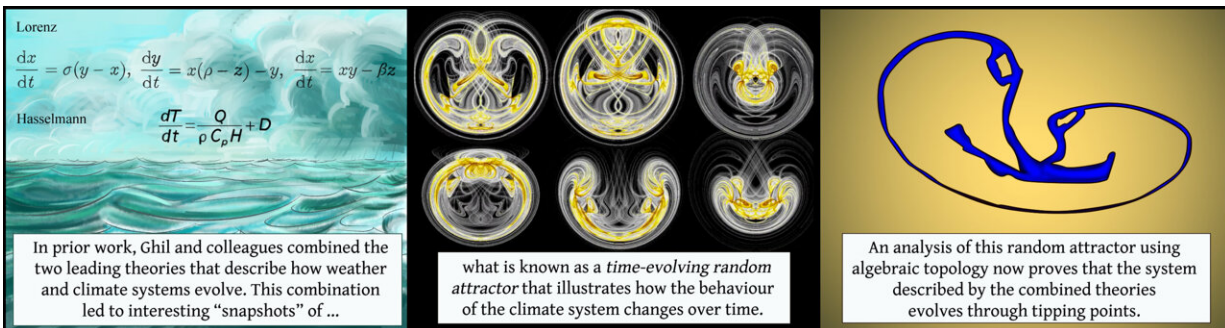 Lorenz
dx/dt = σ(y − x), dy/dt = x(ρ − z) − y, dx/dt = xy − βz
Hasselmann
dT/dt = Q/(ρ C_p H) + D
In prior work, Ghil and colleagues combined the
two leading theories that describe how weather
and climate systems evolve. This combination
led to interesting “snapshots” of ...
what is known as a time-evolving random
attractor that illustrates how the behaviour
of the climate system changes over time.
An analysis of this random attractor using
algebraic topology now proves that the system
described by the combined theories
evolves through tipping points.